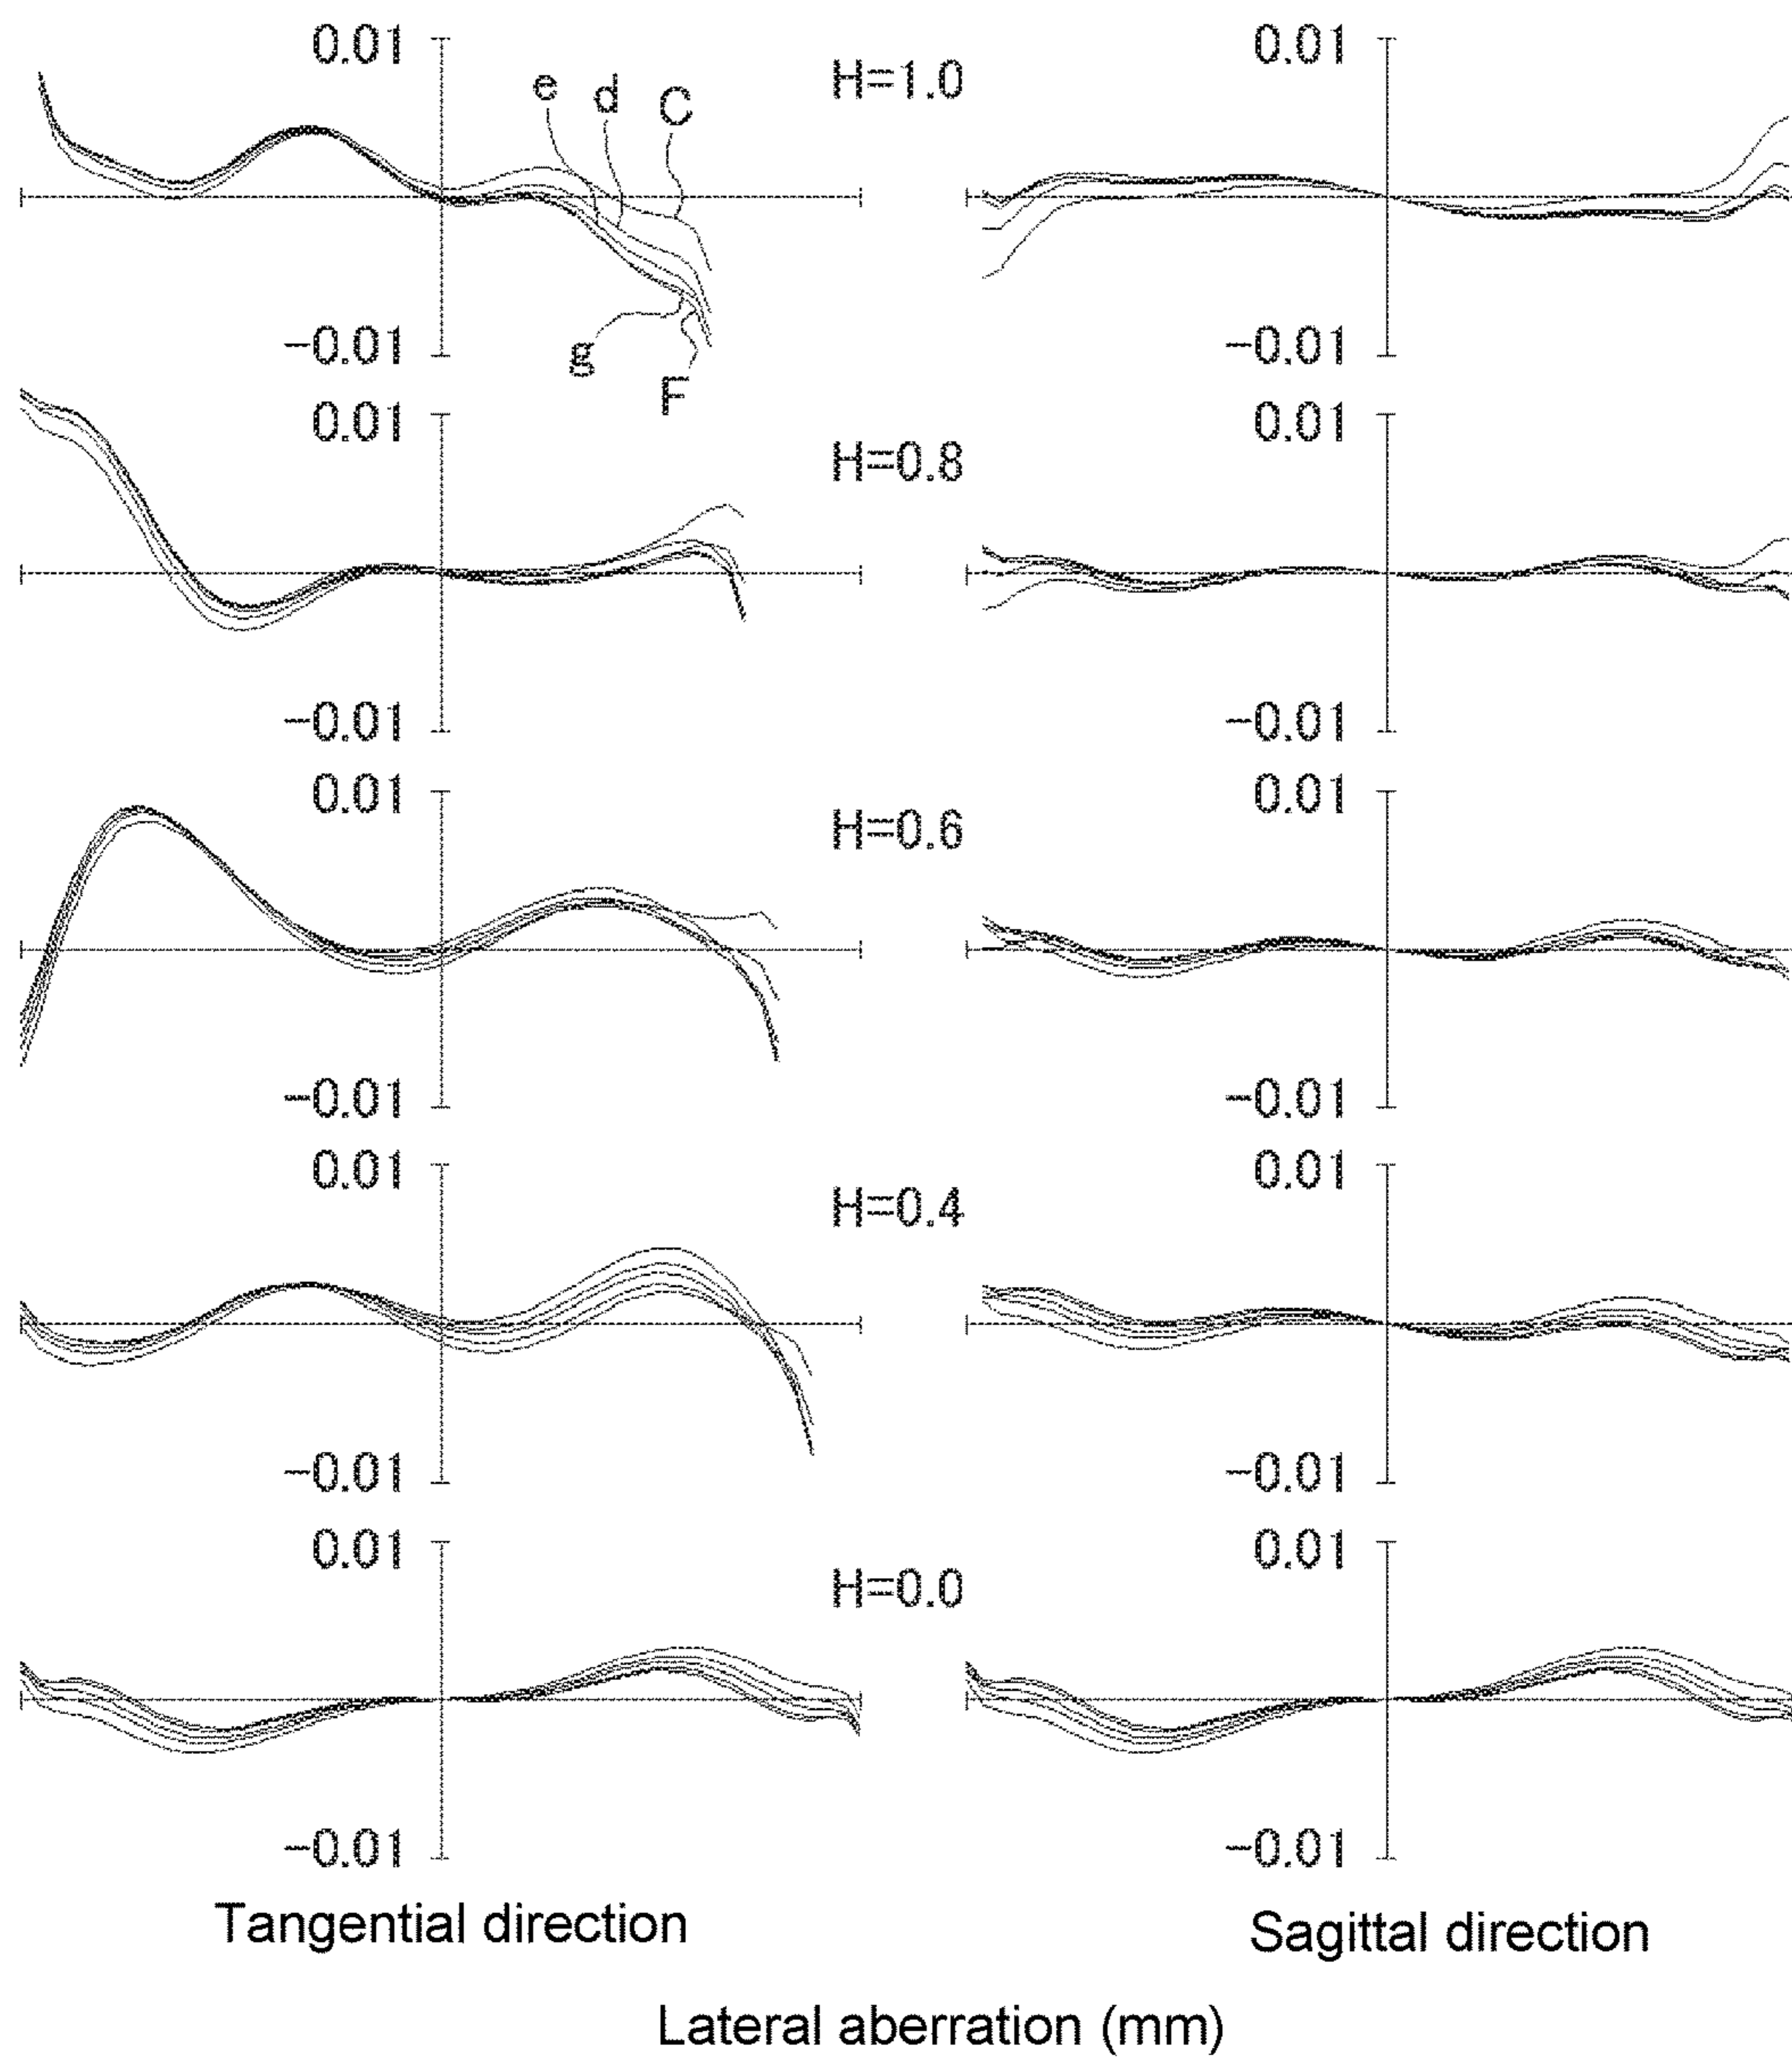 0.01 H=1.0 0.01
e d C
-0.01 g F -0.01
0.01 H=0.8 0.01
-0.01 -0.01
0.01 H=0.6 0.01
-0.01 -0.01
0.01 H=0.4 0.01
-0.01 -0.01
0.01 H=0.0 0.01
-0.01 -0.01
Tangential direction Sagittal direction
Lateral aberration (mm)